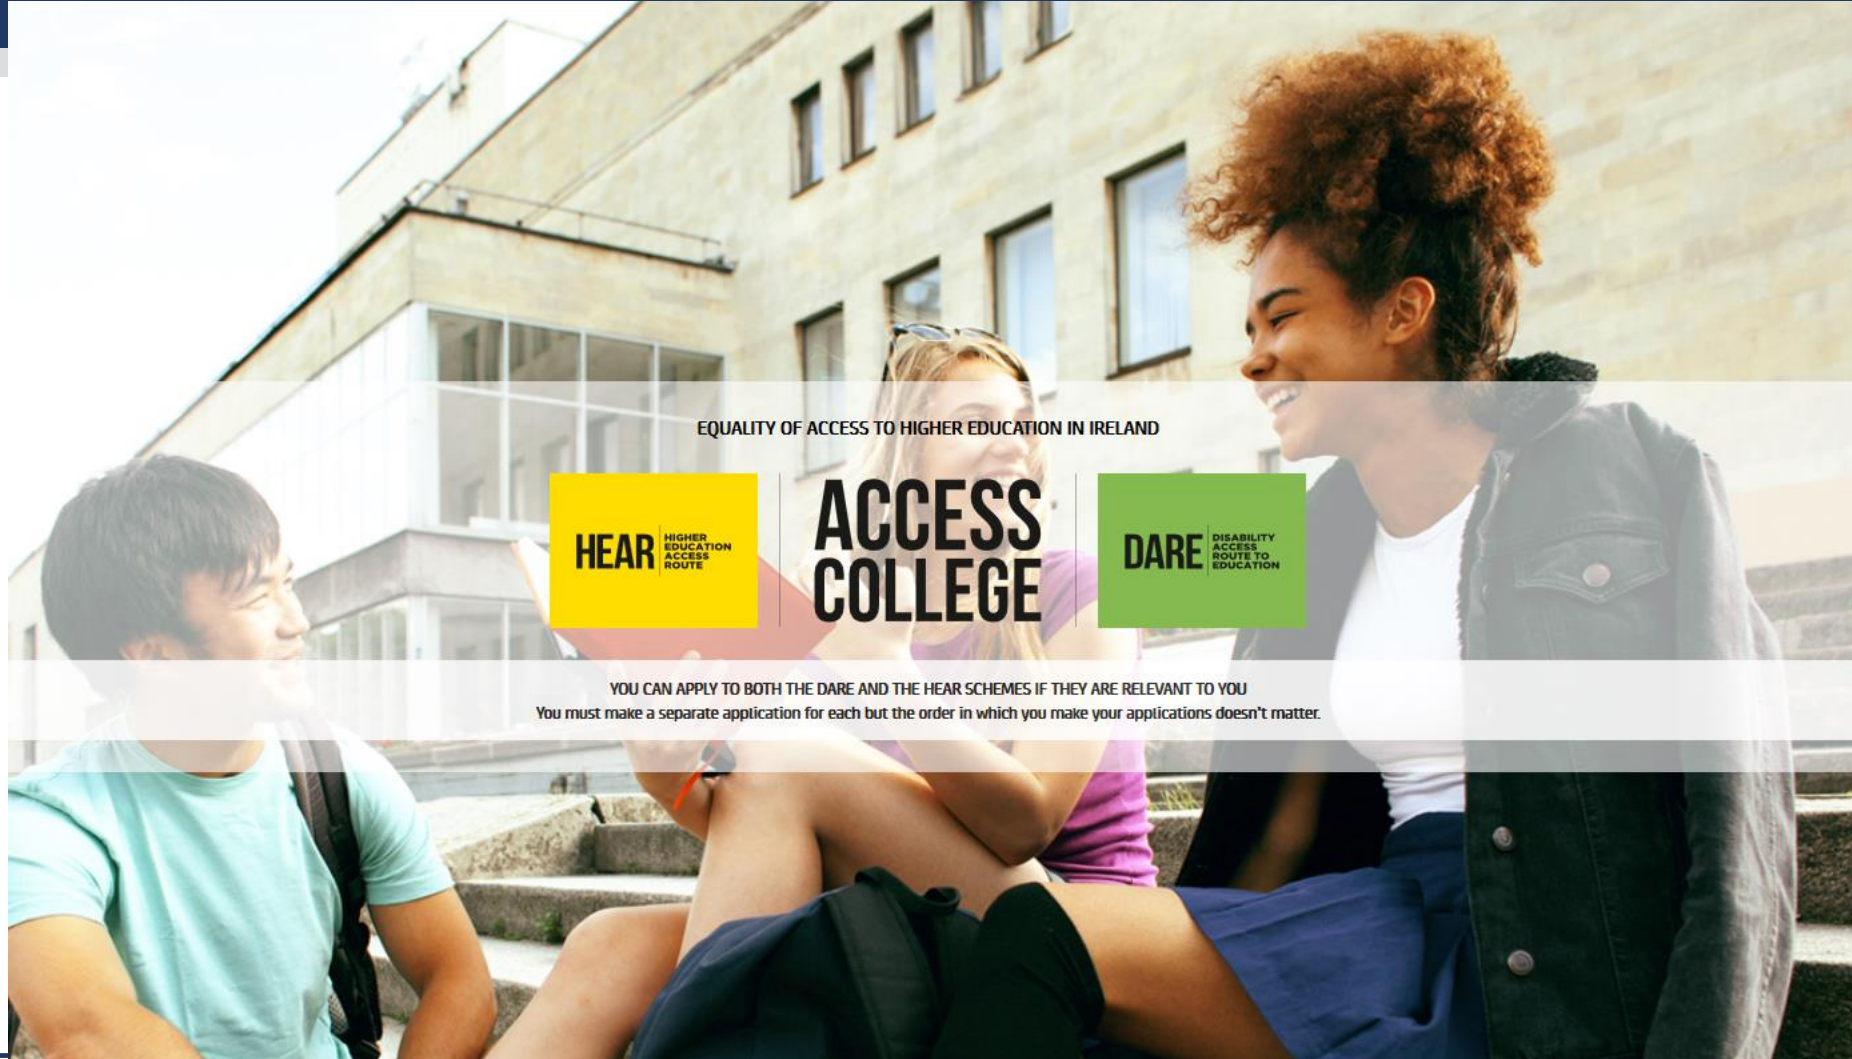 EQUALITY OF ACCESS TO HIGHER EDUCATION IN IRELAND
HEAR
HIGHER
EDUCATION
ACCESS
ROUTE
ACCESS
COLLEGE
DARE
DISABILITY
ACCESS
ROUTE TO
EDUCATION
YOU CAN APPLY TO BOTH THE DARE AND THE HEAR SCHEMES IF THEY ARE RELEVANT TO YOU
You must make a separate application for each but the order in which you make your applications doesn't matter.